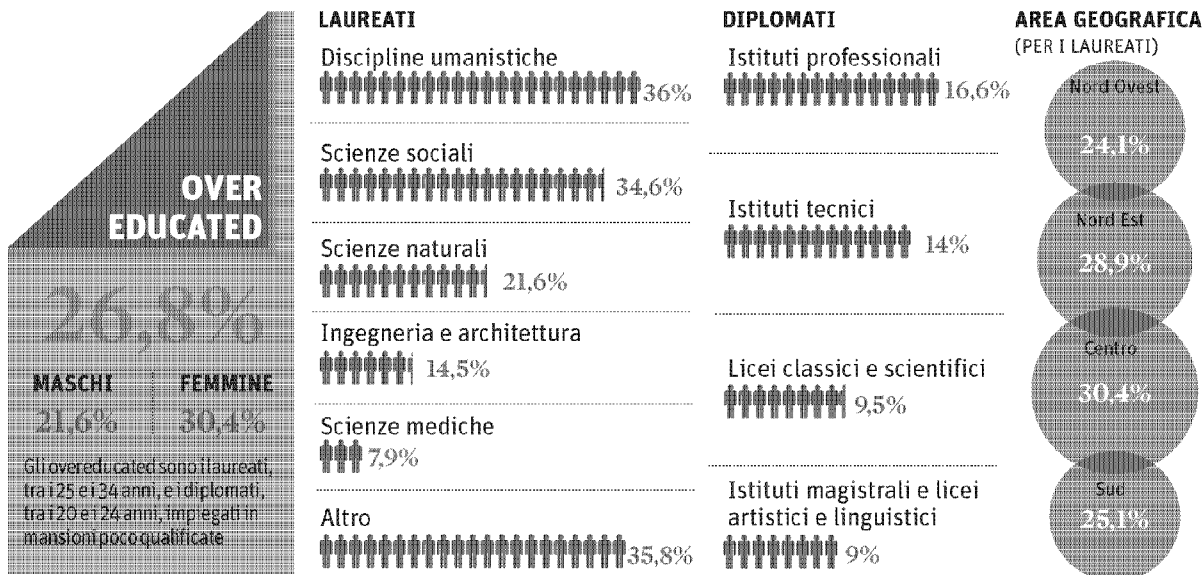 OVER
EDUCATED
26,8%
MASCHI
21,6%
FEMMINE
30,4%
Gli overeducated sono i laureati,
tra i 25 e i 34 anni, e i diplomati,
tra i 20 e i 24 anni, impiegati in
mansioni poco qualificate
LAUREATI
Discipline umanistiche
36%
Scienze sociali
34,6%
Scienze naturali
21,6%
Ingegneria e architettura
14,5%
Scienze mediche
7,9%
Altro
35,8%
DIPLOMATI
Istituti professionali
16,6%
Istituti tecnici
14%
Licei classici e scientifici
9,5%
Istituti magistrali e licei
artistici e linguistici
9%
AREA GEOGRAFICA
(PER I LAUREATI)
Nord Ovest
24,1%
Nord Est
28,9%
Centro
30,4%
Sud
25,1%